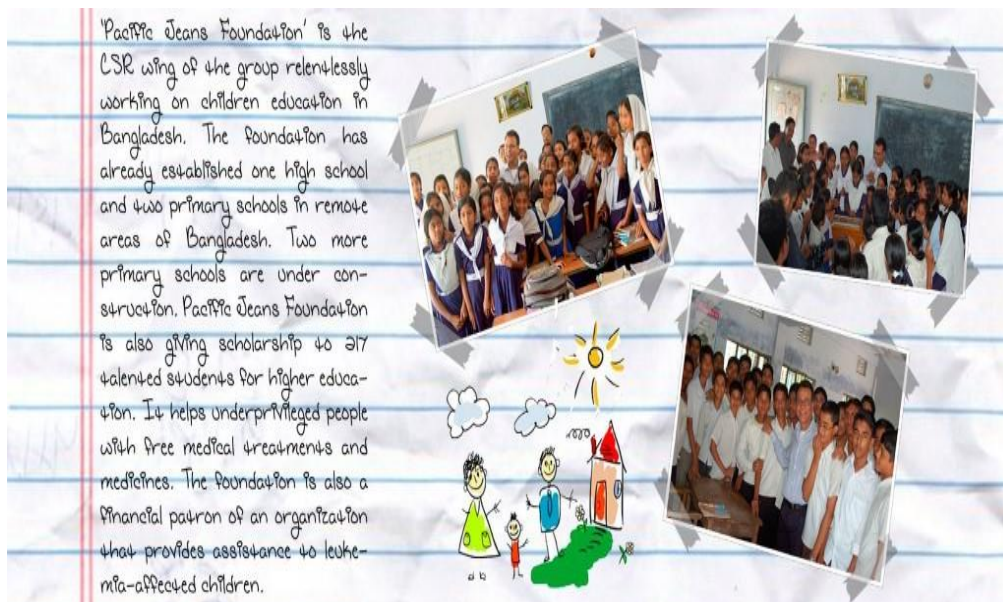 'Pacific Jeans Foundation' is the
CSR wing of the group relentlessly
working on children education in
Bangladesh. The foundation has
already established one high school
and two primary schools in remote
areas of Bangladesh. Two more
primary schools are under con-
struction. Pacific Jeans Foundation
is also giving scholarship to 217
talented students for higher educa-
tion. It helps underprivileged people
with free medical treatments and
medicines. The foundation is also a
financial patron of an organization
that provides assistance to leuke-
mia-affected children.